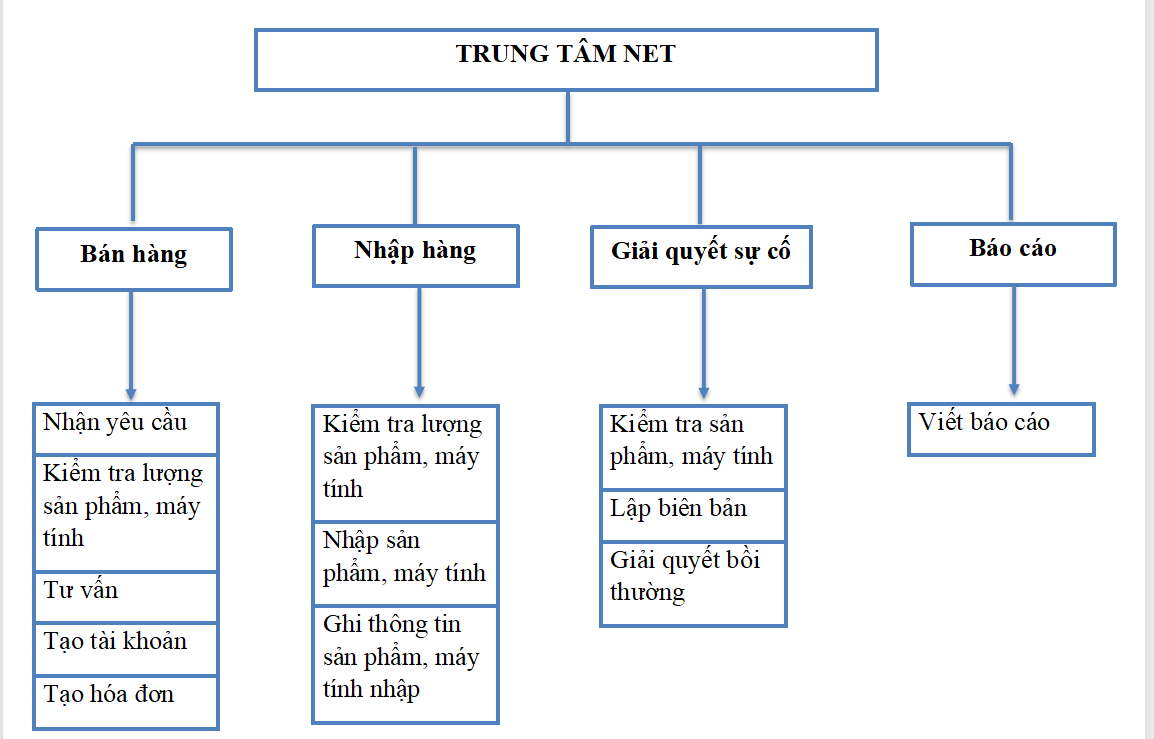 TRUNG TÂM NET
Bán hàng
Nhập hàng
Giải quyết sự cố
Báo cáo
Nhận yêu cầu
Kiểm tra lượng
sản phẩm, máy
tính
Tư vấn
Tạo tài khoản
Tạo hóa đơn
Kiểm tra lượng
sản phẩm, máy
tính
Nhập sản
phẩm, máy tính
Ghi thông tin
sản phẩm, máy
tính nhập
Kiểm tra sản
phẩm, máy tính
Lập biên bản
Giải quyết bồi
thường
Viết báo cáo